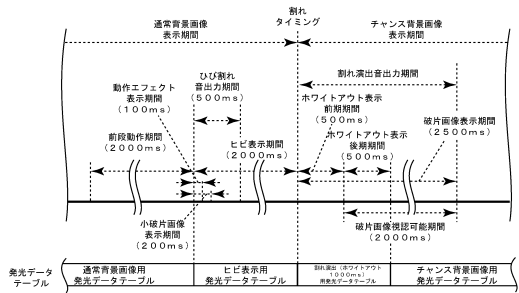 通常背景画像
表示期間
割れ
タイミング
チャンス背景画像
表示期間
ひび割れ
音出力期間
(500ms)
割れ演出音出力期間
動作エフェクト
表示期間
(100ms)
ホワイトアウト表示
前期期間
(500ms)
破片画像表示期間
(2500ms)
前段動作期間
(2000ms)
ヒビ表示期間
(2000ms)
ホワイトアウト表示
後期期間
(500ms)
小破片画像
表示期間
(200ms)
破片画像視認可能期間
(2000ms)
発光データ
テーブル
通常背景画像用
発光データテーブル
ヒビ表示用
発光データテーブル
割れ演出(ホワイトアウト
1000ms)
用発光データテーブル
チャンス背景画像用
発光データテーブル